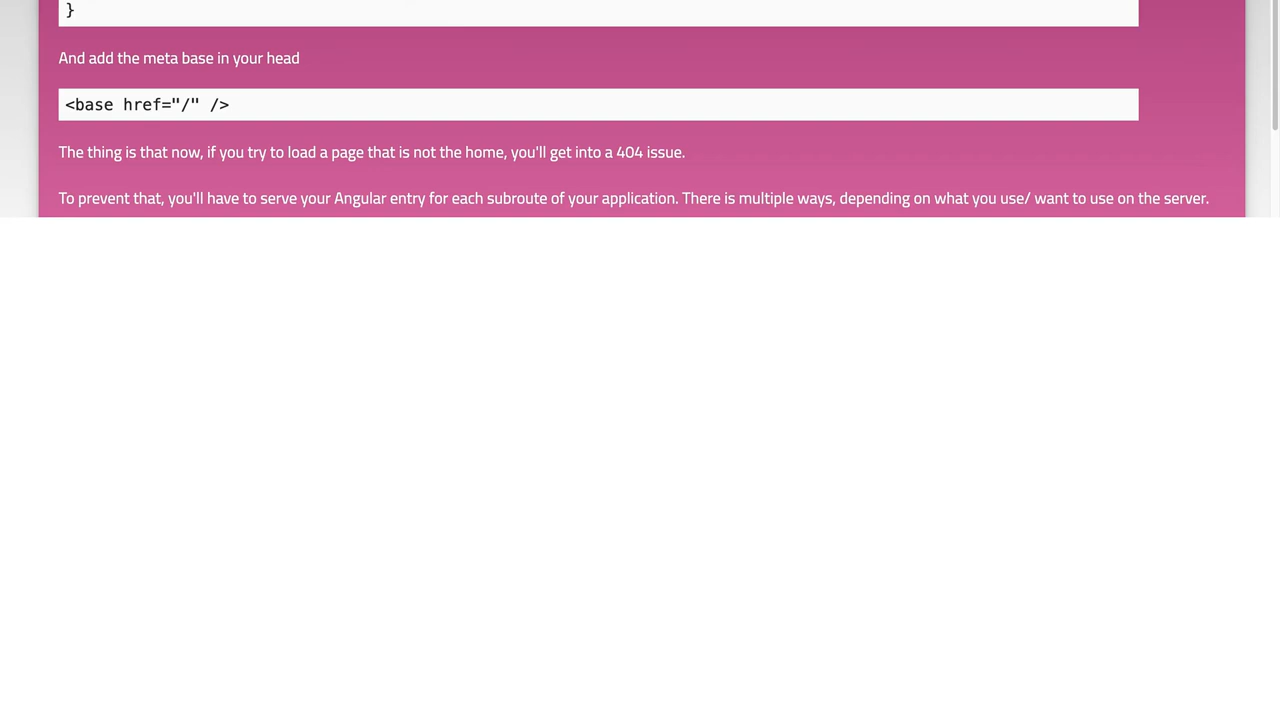 }
And add the meta base in your head
<base href="/" />
The thing is that now, if you try to load a page that is not the home, you'll get into a 404 issue.
To prevent that, you'll have to serve your Angular entry for each subroute of your application. There is multiple ways, depending on what you use/ want to use on the server.